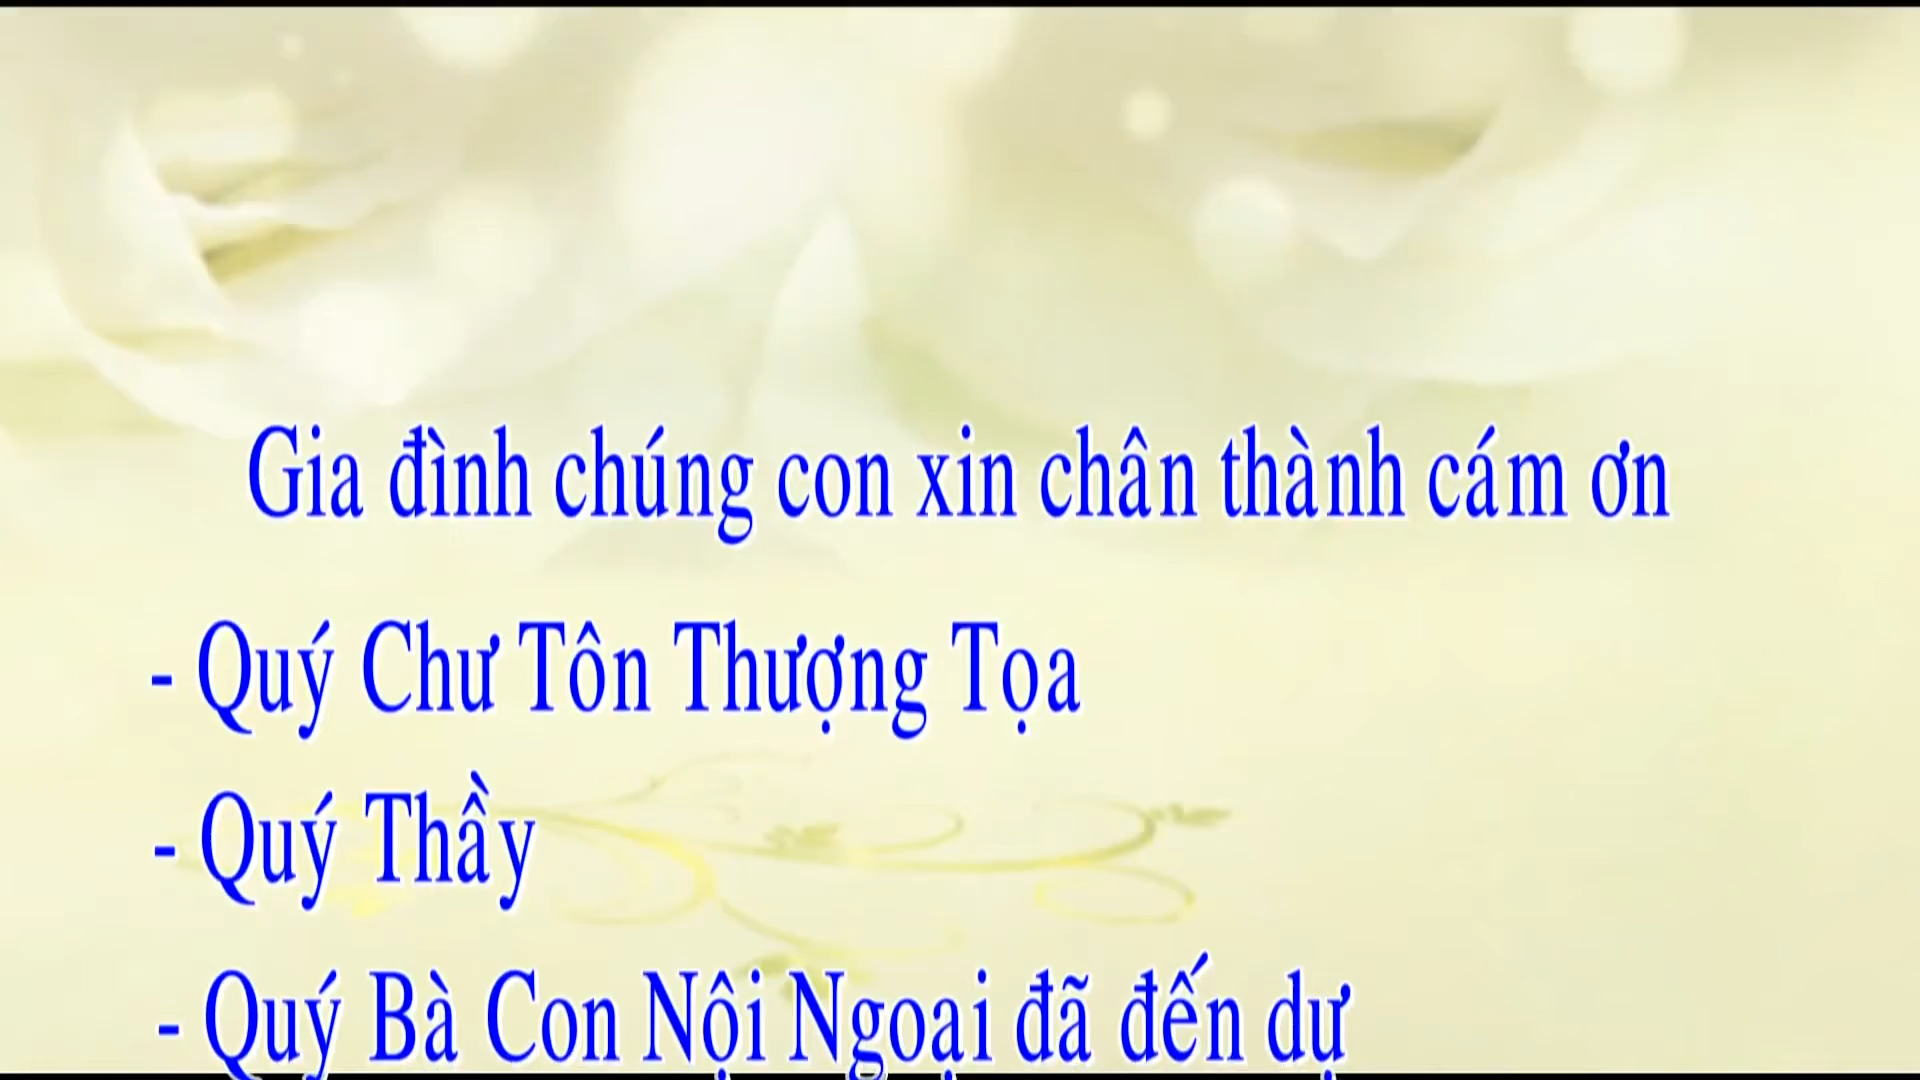 Gia đình chúng con xin chân thành cám ơn
- Quý Chư Tôn Thượng Tọa
- Quý Thầy
- Quý Bà Con Nội Ngoại đã đến dự